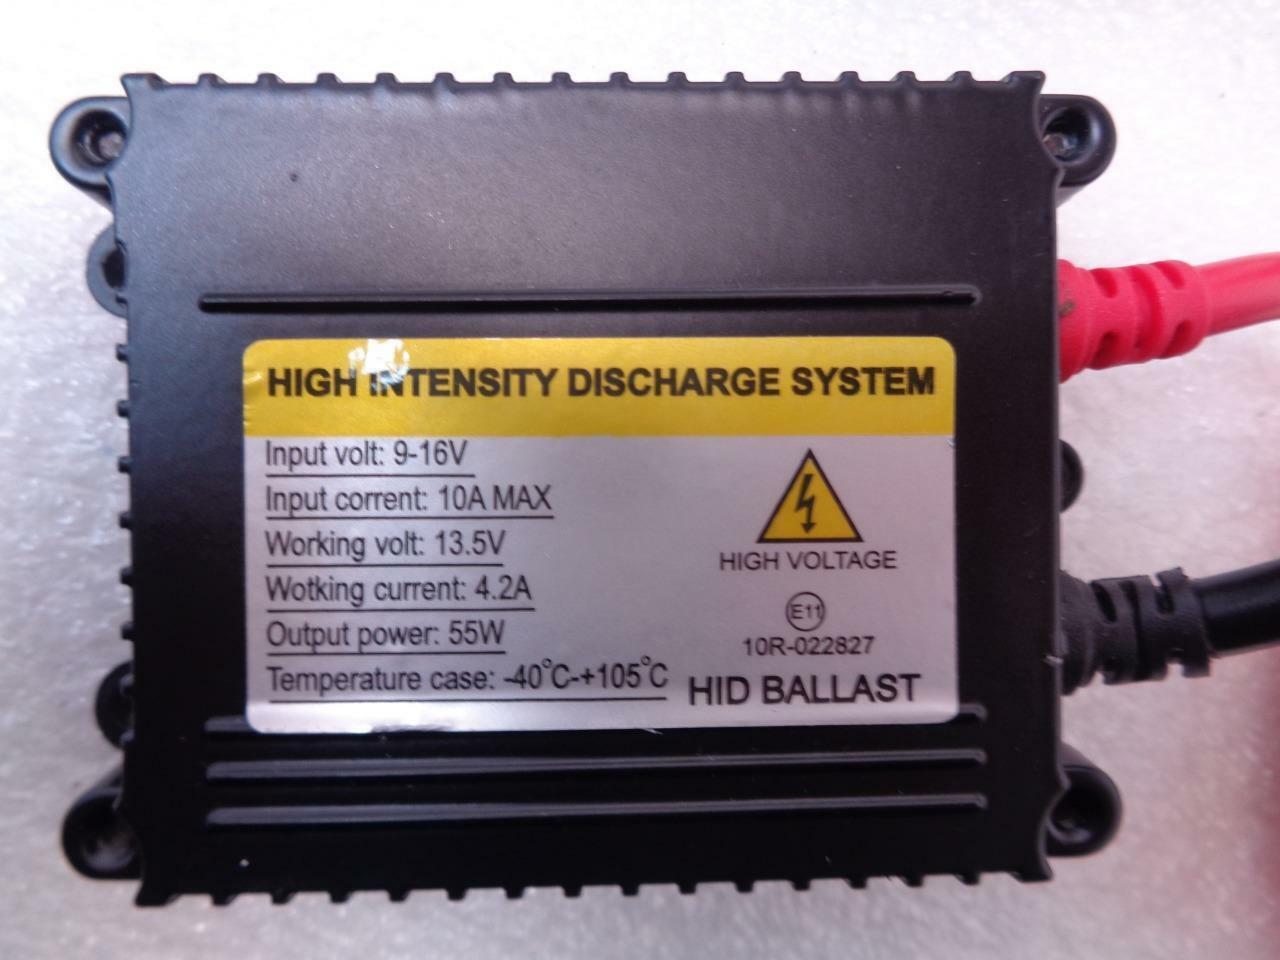 HIGH INTENSITY DISCHARGE SYSTEM
Input volt: 9-16V
Input corrent: 10A MAX
Working volt: 13.5V
Wotking current: 4.2A
Output power: 55W
Temperature case: -40°C-+105°C
HIGH VOLTAGE
E11
10R-022827
HID BALLAST